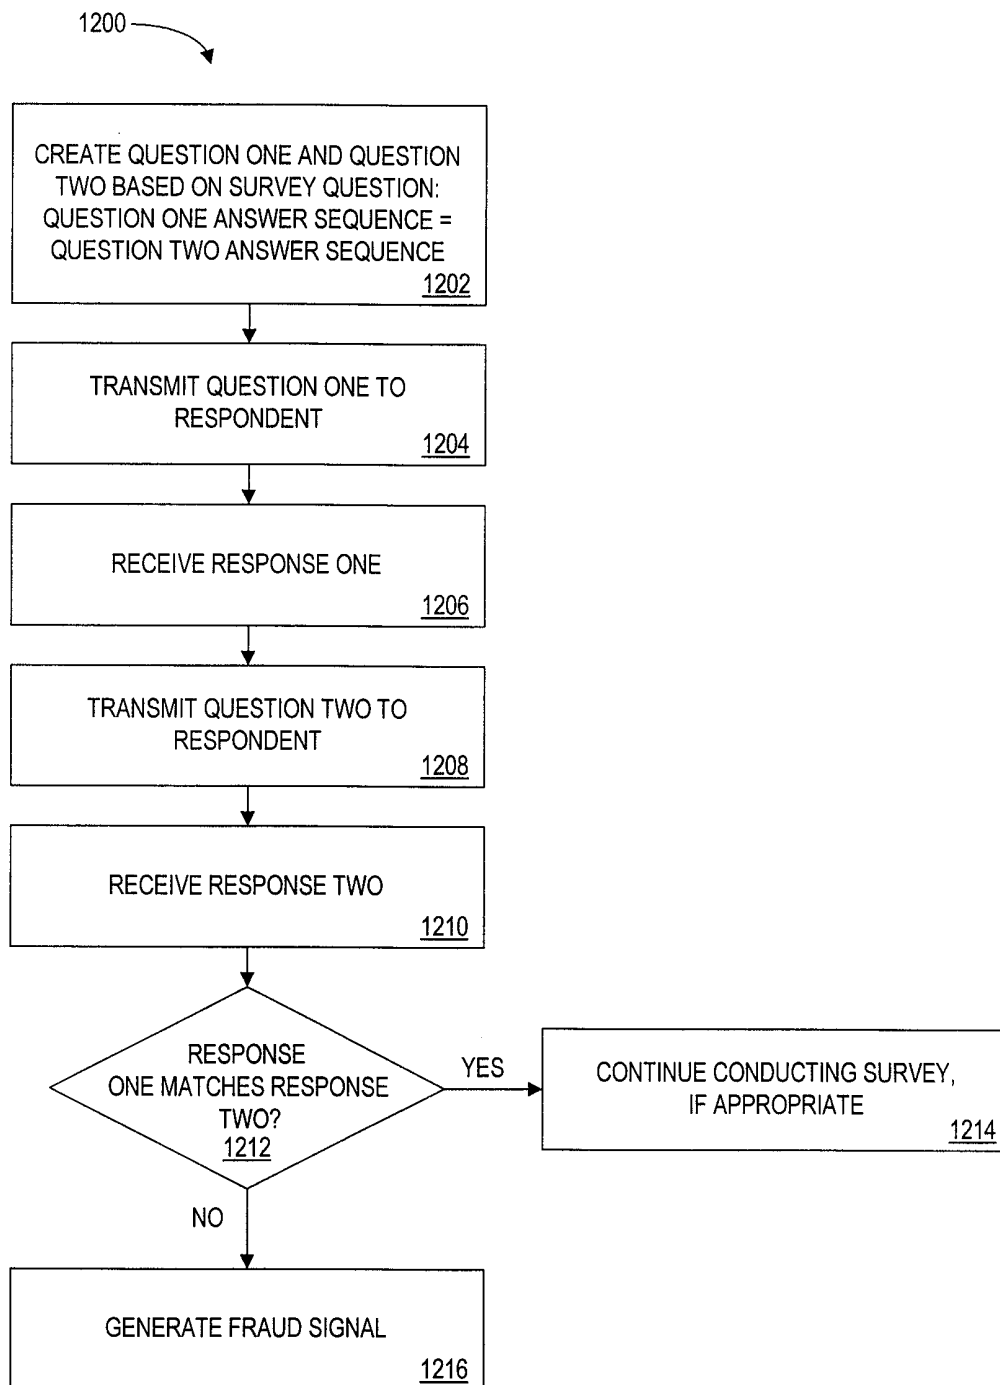 1200
CREATE QUESTION ONE AND QUESTION
TWO BASED ON SURVEY QUESTION:
QUESTION ONE ANSWER SEQUENCE =
QUESTION TWO ANSWER SEQUENCE
1202
TRANSMIT QUESTION ONE TO
RESPONDENT
1204
RECEIVE RESPONSE ONE
1206
TRANSMIT QUESTION TWO TO
RESPONDENT
1208
RECEIVE RESPONSE TWO
1210
RESPONSE
ONE MATCHES RESPONSE
TWO?
1212
YES
CONTINUE CONDUCTING SURVEY,
IF APPROPRIATE
1214
NO
GENERATE FRAUD SIGNAL
1216